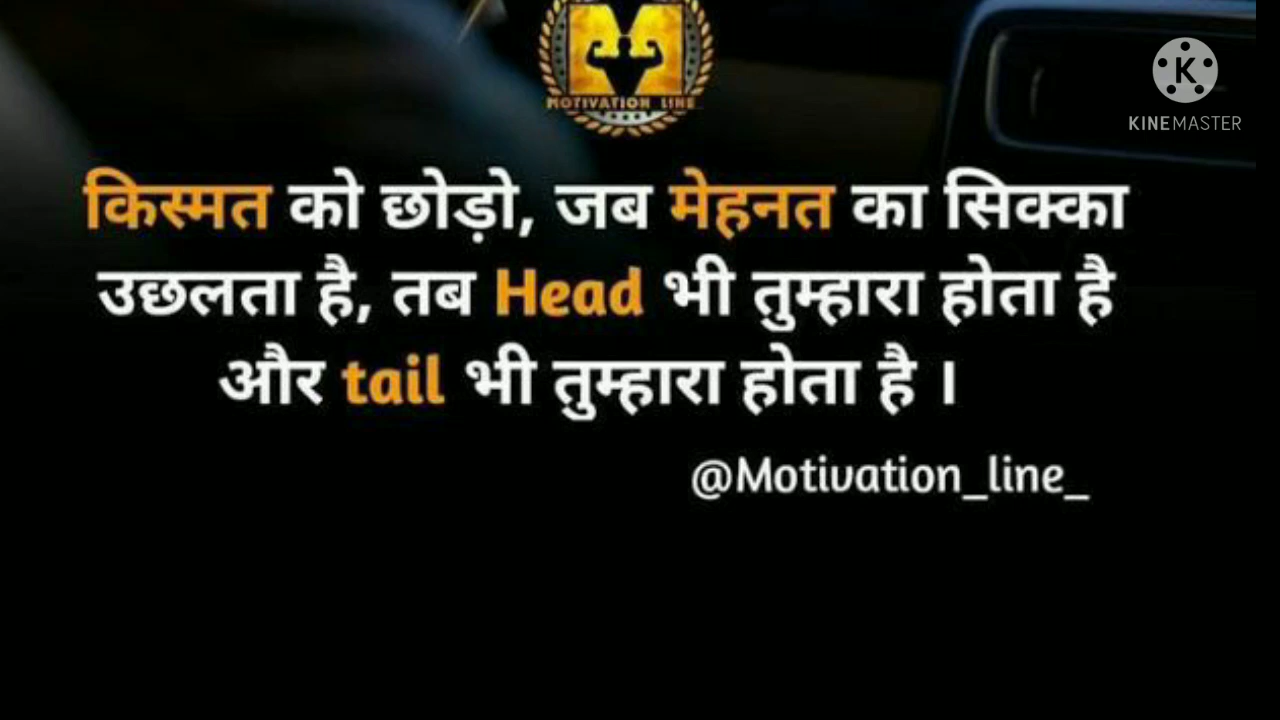 MOTIVATION LINE
K
KINEMASTER
किस्मत को छोड़ो, जब मेहनत का सिक्का
उछलता है, तब Head भी तुम्हारा होता है
और tail भी तुम्हारा होता है ।
@Motivation_line_